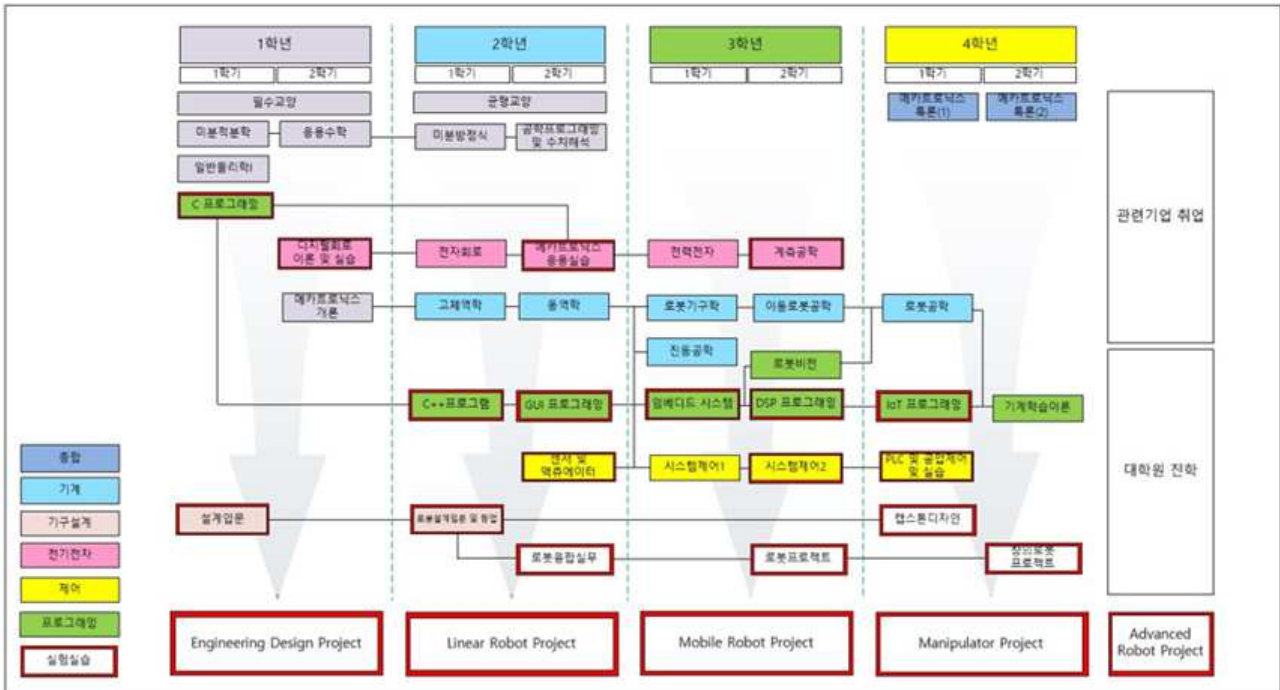 1학년 2학년 3학년 4학년
1학기 2학기 1학기 2학기 1학기 2학기 1학기 2학기
필수교양 균형교양
메카트로닉스
특론(1)
메카트로닉스
특론(2)
미분적분학 응용수학 미분방정식
공학프로그래밍
및 수치해석
일반물리학I
C 프로그래밍
관련기업 취업
디지털회로
이론 및 실습
전자회로
메카트로닉스
응용실습
전력전자 계측공학
메카트로닉스
개론
고체역학 동역학 로봇기구학 이동로봇공학 로봇공학
진동공학 로봇비전
C++프로그램 GUI 프로그래밍 임베디드 시스템 DSP 프로그래밍 IoT 프로그래밍 기계학습이론
센서 및
액츄에이터
시스템제어1 시스템제어2
PLC 및 공압제어
및 실습
대학원 진학
설계입문 로봇설계입문 및 캡스톤디자인
로봇융합실무 로봇프로젝트
창의로봇
프로젝트
종합
기계
기구설계
전기전자
제어
프로그래밍
실험실습
Engineering Design Project Linear Robot Project Mobile Robot Project Manipulator Project
Advanced
Robot Project